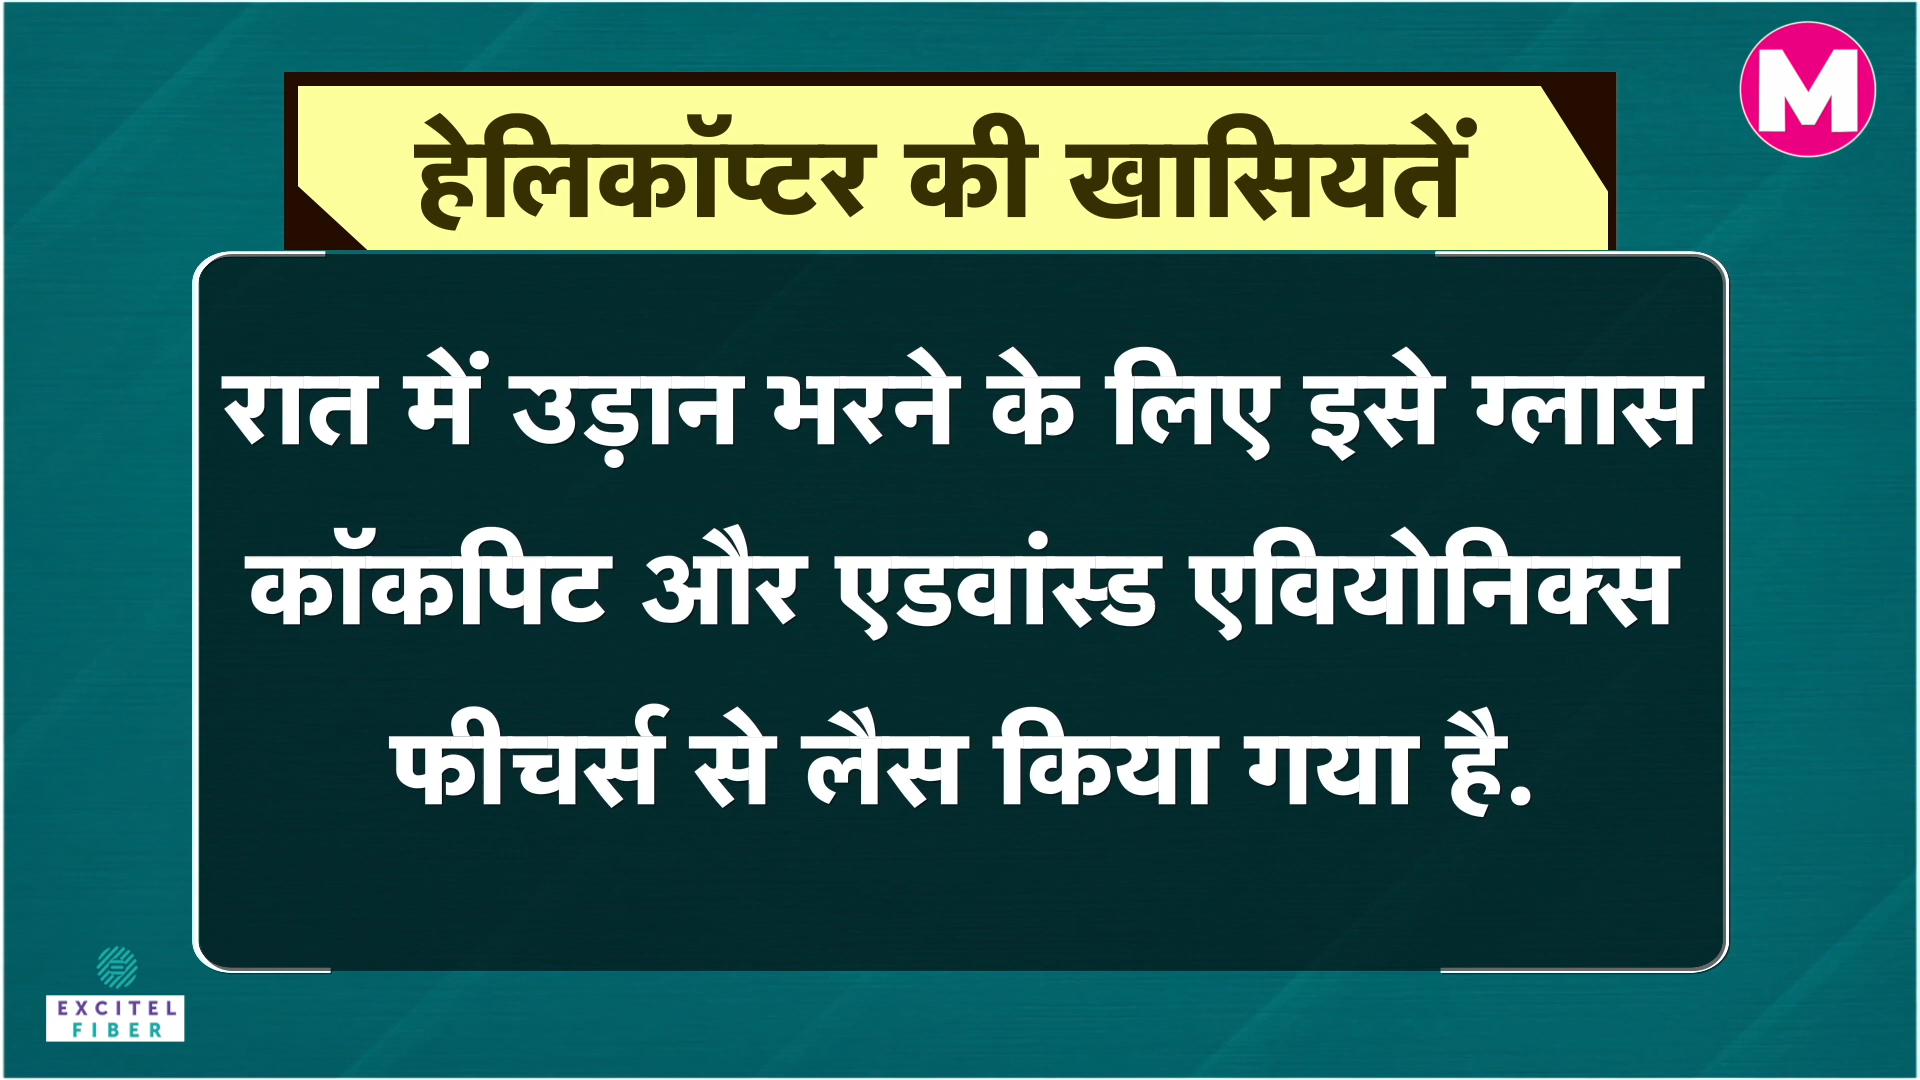 M
हेलिकॉप्टर की खासियतें
रात में उड़ान भरने के लिए इसे ग्लास
कॉकपिट और एडवांस्ड एवियोनिक्स
फीचर्स से लैस किया गया है.
EXCITEL
FIBER